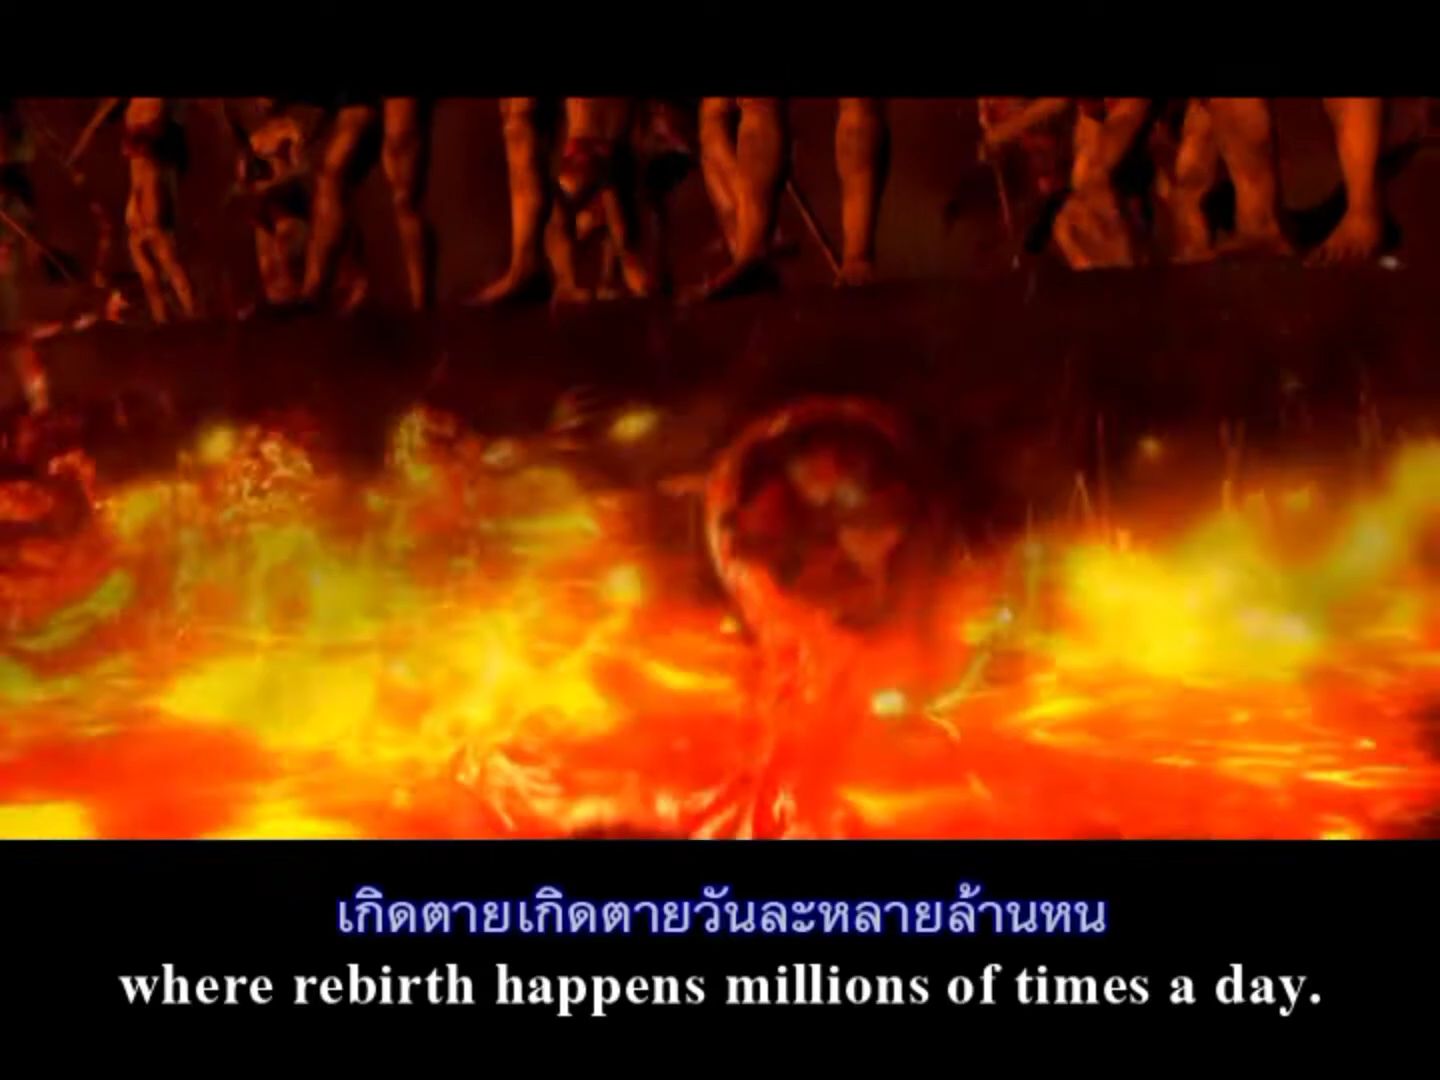 เกิดตายเกิดตายวันละหลายล้านหน
where rebirth happens millions of times a day.